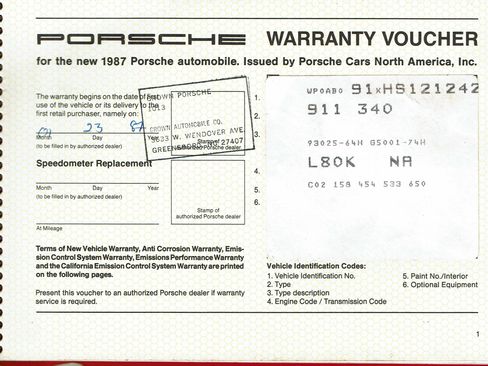 PORSCHE WARRANTY VOUCHER
for the new 1987 Porsche automobile. Issued by Porsche Cars North America, Inc.
The warranty begins on the date of first
use of the vehicle or its delivery to the
first retail purchaser, namely on:
23 87
Month Day Year
(to be filled in by authorized dealer)
CROWN PORSCHE
CROWN AUTOMOBILE CO.
3633 W. WENDOVER AVE.
GREENSBORO, NC 27407
Stamp of
authorized Porsche dealer
Speedometer Replacement
Month Day Year
(to be filled in by authorized dealer)
At Mileage
Stamp of
authorized Porsche dealer
1.
2.
3.
4.
5.
6.
WP0AB0 91xHS121242
911 340
93025-64H G5001-74H
L80K NA
C02 158 454 533 650
Terms of New Vehicle Warranty, Anti Corrosion Warranty, Emis-
sion Control System Warranty, Emissions Performance Warranty
and the California Emission Control System Warranty are printed
on the following pages.
Present this voucher to an authorized Porsche dealer if warranty
service is required.
Vehicle Identification Codes:
1. Vehicle Identification No.
2. Type
3. Type description
4. Engine Code / Transmission Code
5. Paint No./Interior
6. Optional Equipment
1